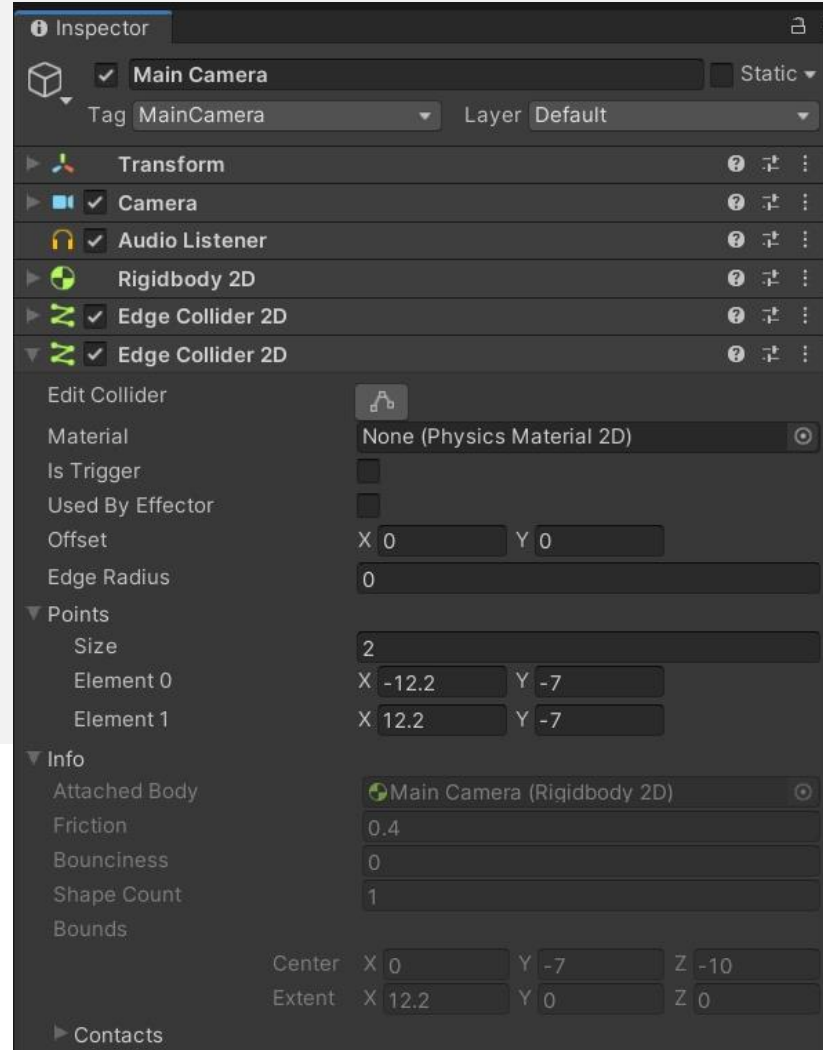 Inspector
Main Camera Static
Tag MainCamera Layer Default
Transform
Camera
Audio Listener
Rigidbody 2D
Edge Collider 2D
Edge Collider 2D
Edit Collider
Material None (Physics Material 2D)
Is Trigger
Used By Effector
Offset X 0 Y 0
Edge Radius 0
Points
Size 2
Element 0 X -12.2 Y -7
Element 1 X 12.2 Y -7
Info
Attached Body Main Camera (Rigidbody 2D)
Friction 0.4
Bounciness 0
Shape Count 1
Bounds
Center X 0 Y -7 Z -10
Extent X 12.2 Y 0 Z 0
Contacts